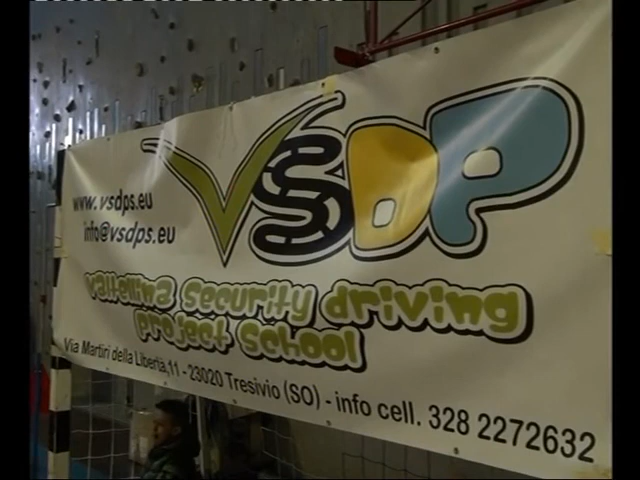 VSDP
www.vsdps.eu
info@vsdps.eu
valtellina security driving
project school
Via Martiri della Libertà,11 - 23020 Tresivio (SO) - info cell. 328 2272632